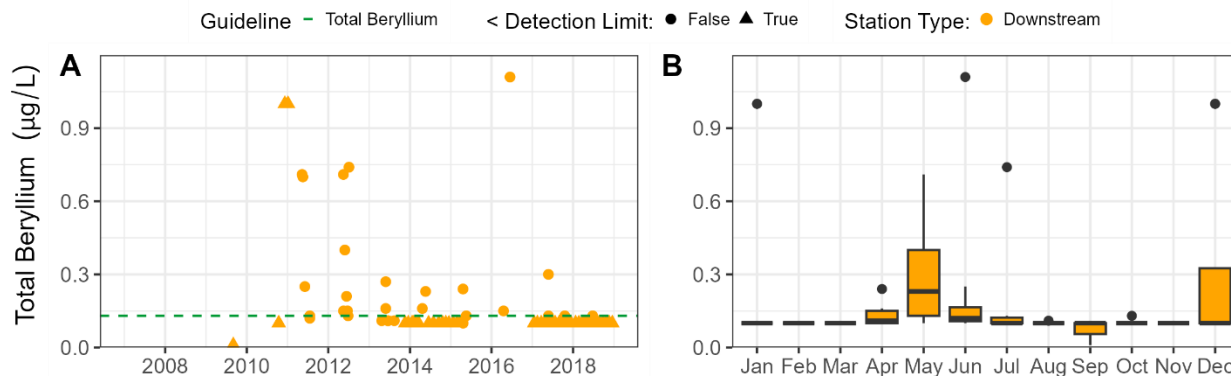 Guideline Total Beryllium < Detection Limit: False True Station Type: Downstream
Total Beryllium (µg/L)
A
0.9
0.6
0.3
0.0
2008 2010 2012 2014 2016 2018
B
0.9
0.6
0.3
0.0
Jan Feb Mar Apr May Jun Jul Aug Sep Oct Nov Dec